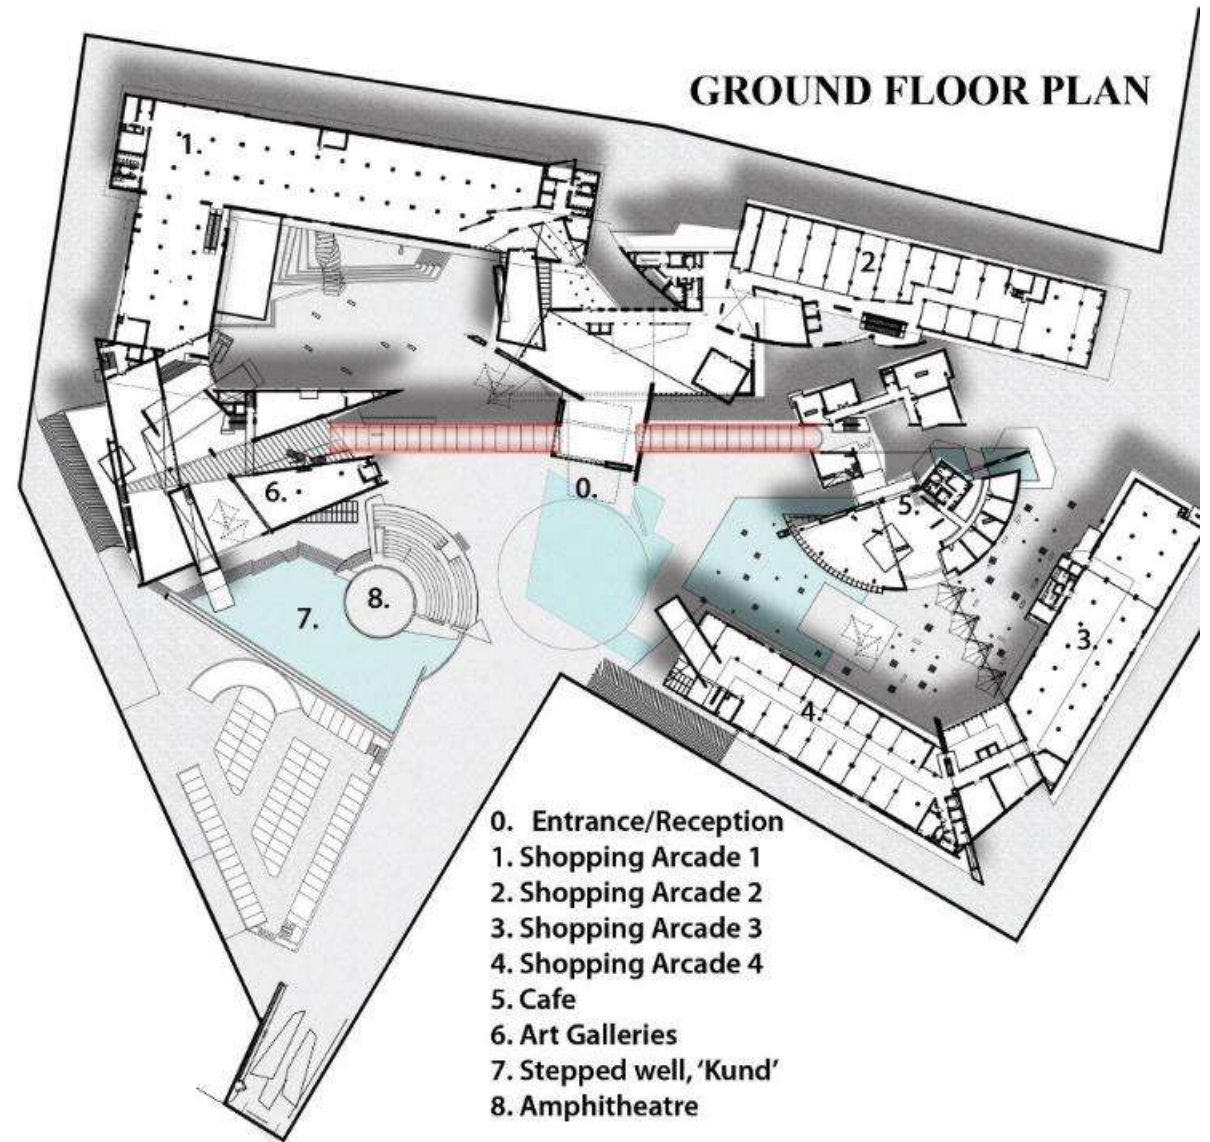 GROUND FLOOR PLAN
1.
2
0.
6.
5.
7.
8.
3.
4.
0. Entrance/Reception
1. Shopping Arcade 1
2. Shopping Arcade 2
3. Shopping Arcade 3
4. Shopping Arcade 4
5. Cafe
6. Art Galleries
7. Stepped well, ‘Kund’
8. Amphitheatre